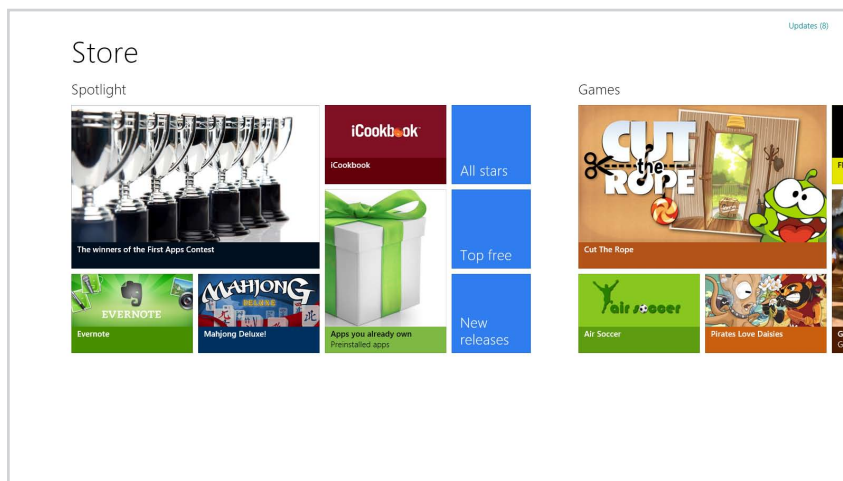 Updates (8)
Store
Spotlight
The winners of the First Apps Contest
iCookbook
iCookbook
All stars
Top free
New
releases
EVERNOTE
Evernote
MAHJONG
DELUXE
Mahjong Deluxe!
Apps you already own
Preinstalled apps
Games
CUT
the
ROPE
Cut The Rope
air soccer
Air Soccer
Pirates Love Daisies